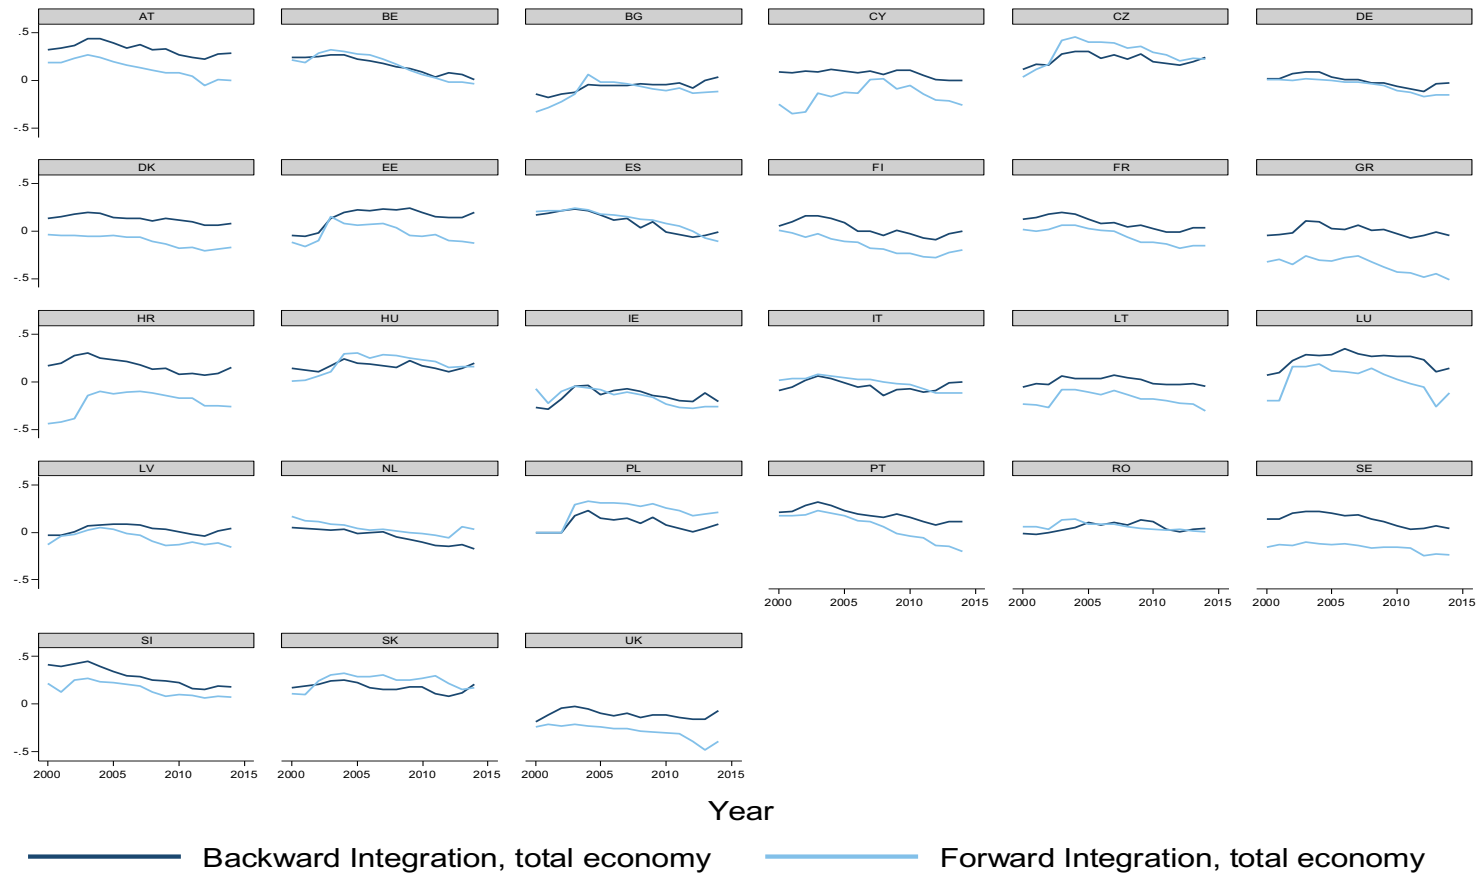 AT BE BG CY CZ DE
.5
0
-.5
DK EE ES FI FR GR
.5
0
-.5
HR HU IE IT LT LU
.5
0
-.5
LV NL PL PT RO SE
.5
0
-.5
2000 2005 2010 2015 2000 2005 2010 2015 2000 2005 2010 2015
SI SK UK
.5
0
-.5
2000 2005 2010 2015 2000 2005 2010 2015 2000 2005 2010 2015
Year
Backward Integration, total economy Forward Integration, total economy